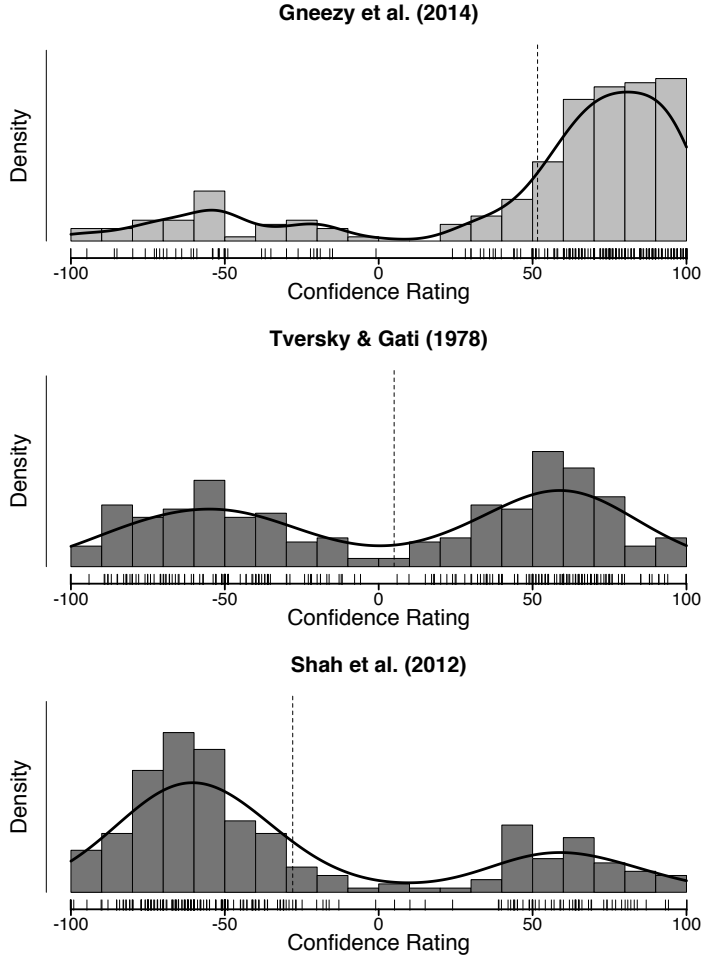 Gneezy et al. (2014)
Density
-100 -50 0 50 100
Confidence Rating
Tversky & Gati (1978)
Density
-100 -50 0 50 100
Confidence Rating
Shah et al. (2012)
Density
-100 -50 0 50 100
Confidence Rating